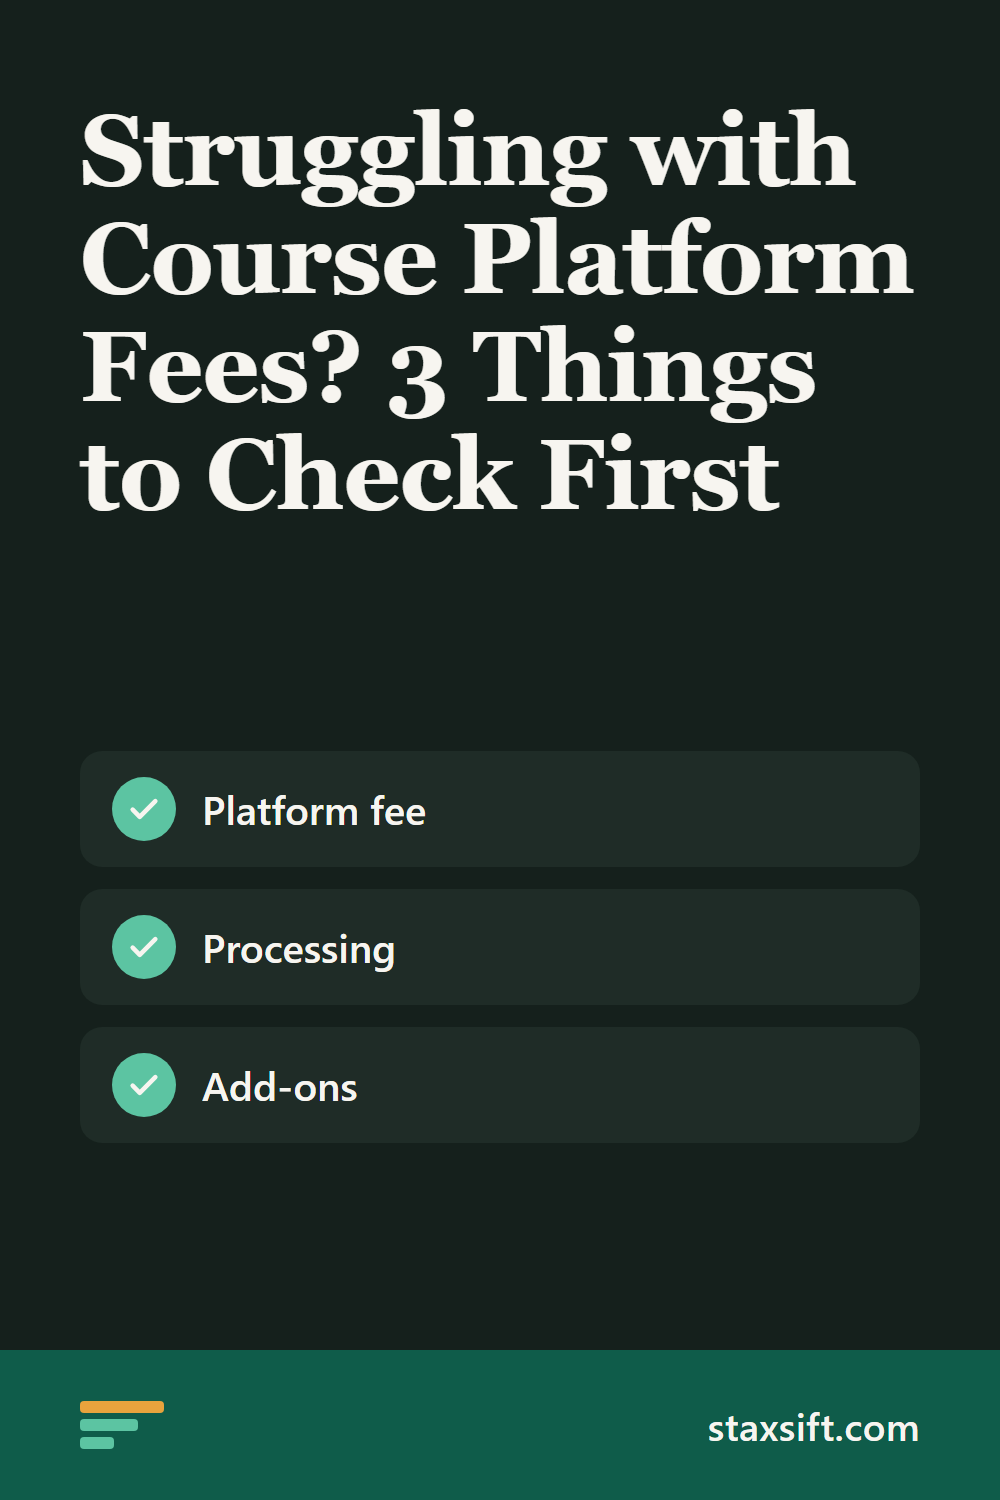 Struggling with
Course Platform
Fees? 3 Things
to Check First
Platform fee
Processing
Add-ons
staxsift.com